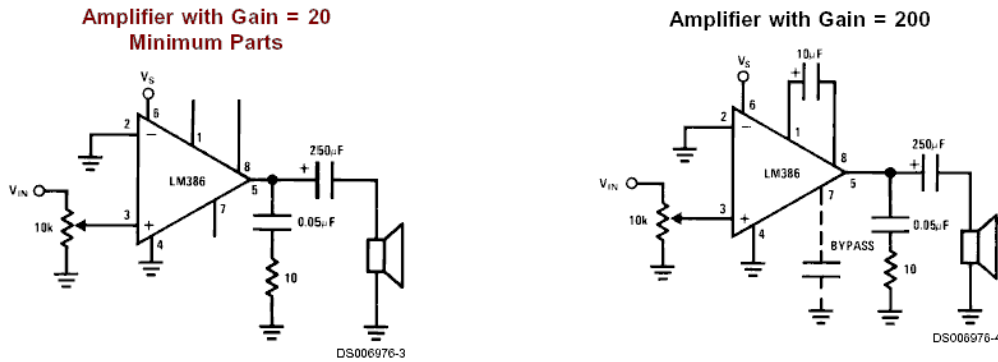 Amplifier with Gain = 20
Minimum Parts
VS
6
2
−
1
8
LM386
5
7
VIN
10k
3
+
4
+
250μF
0.05μF
10
DS006976-3
Amplifier with Gain = 200
10μF
+
VS
6
2
−
1
8
LM386
5
7
VIN
10k
3
+
4
BYPASS
250μF
+
0.05μF
10
DS006976-4